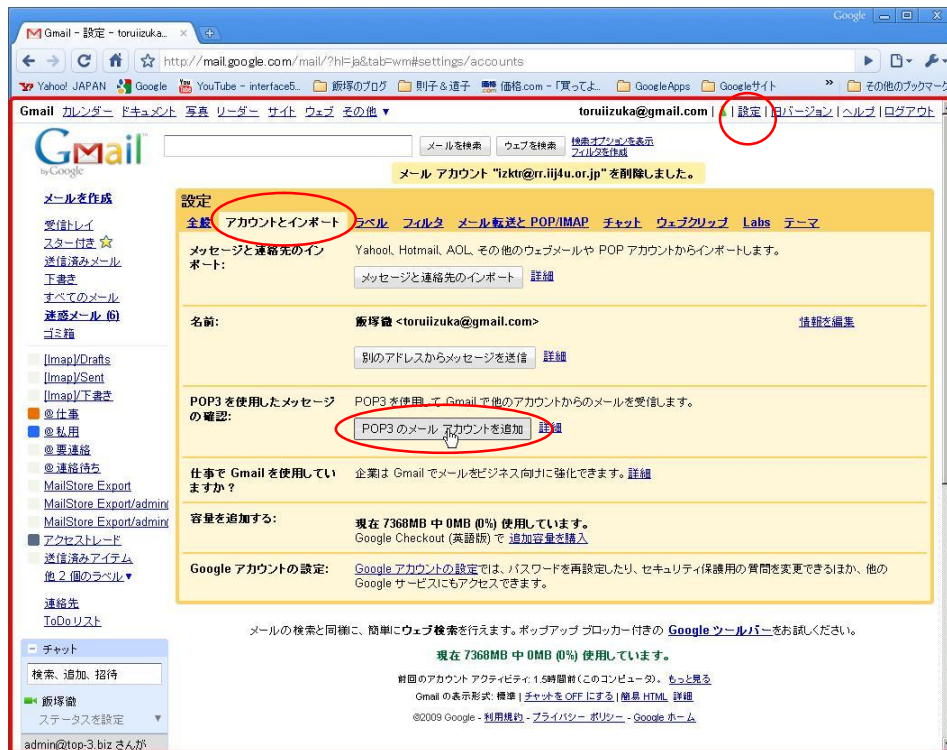 Google
Gmail - 設定 - toruiizuka...
http://mail.google.com/mail/?hl=ja&tab=wm#settings/accounts
Yahoo! JAPAN Google YouTube - interface5... 飯塚のブログ 則子＆道子 価格.com - 「買ってよ... GoogleApps Googleサイト » その他のブックマーク
Gmail カレンダー ドキュメント 写真 リーダー サイト ウェブ その他 ▼ toruiizuka@gmail.com | | 設定 | 旧バージョン | ヘルプ | ログアウト
Gmail by Google
メールを検索 ウェブを検索 検索オプションを表示
フィルタを作成
メール アカウント "izktr@rr.iij4u.or.jp" を削除しました。
メールを作成
受信トレイ
スター付き
送信済みメール
下書き
すべてのメール
迷惑メール (6)
ゴミ箱
[Imap]/Drafts
[Imap]/Sent
[Imap]/下書き
@仕事
@私用
@要連絡
@連絡待ち
MailStore Export
MailStore Export/admin(
MailStore Export/admin(
アクセストレード
送信済みアイテム
他 2 個のラベル▼
連絡先
ToDo リスト
− チャット
検索、追加、招待
飯塚徹
ステータスを設定 ▼
admin@top-3.biz さんが
設定
全般 アカウントとインポート ラベル フィルタ メール転送と POP/IMAP チャット ウェブクリップ Labs テーマ
メッセージと連絡先のインポート:
Yahoo!, Hotmail, AOL, その他のウェブメールや POP アカウントからインポートします。
メッセージと連絡先のインポート 詳細
名前:
飯塚徹 <toruiizuka@gmail.com> 情報を編集
別のアドレスからメッセージを送信 詳細
POP3 を使用したメッセージの確認:
POP3 を使用して Gmail で他のアカウントからのメールを受信します。
POP3 のメール アカウントを追加 詳細
仕事で Gmail を使用していますか？
企業は Gmail でメールをビジネス向けに強化できます。 詳細
容量を追加する:
現在 7368MB 中 0MB (0%) 使用しています。
Google Checkout (英語版) で 追加容量を購入
Google アカウントの設定:
Google アカウントの設定では、パスワードを再設定したり、セキュリティ保護用の質問を変更できるほか、他の
Google サービスにもアクセスできます。
メールの検索と同様に、簡単にウェブ検索を行えます。ポップアップ ブロッカー付きの Google ツールバーをお試しください。
現在 7368MB 中 0MB (0%) 使用しています。
前回のアカウント アクティビティ: 1.5時間前（このコンピュータ）。 もっと見る
Gmail の表示形式: 標準 | チャットを OFF にする | 簡易 HTML 詳細
©2009 Google - 利用規約 - プライバシー ポリシー - Google ホーム